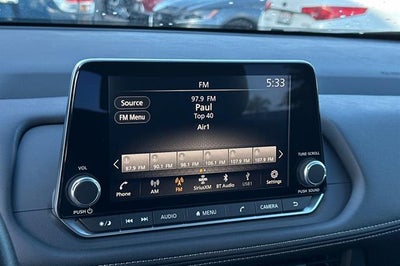 FM
5:33
97.9 FM
Source
Paul
FM Menu
Top 40
Air1
87.9 FM 90.1 FM 96.1 FM 106.1 FM 107.9 FM 107.9 FM
VOL
TUNE·SCROLL
Phone AM FM SiriusXM BT Audio USB1 Settings
PUSH
PUSH SOUND
AUDIO MENU CAMERA